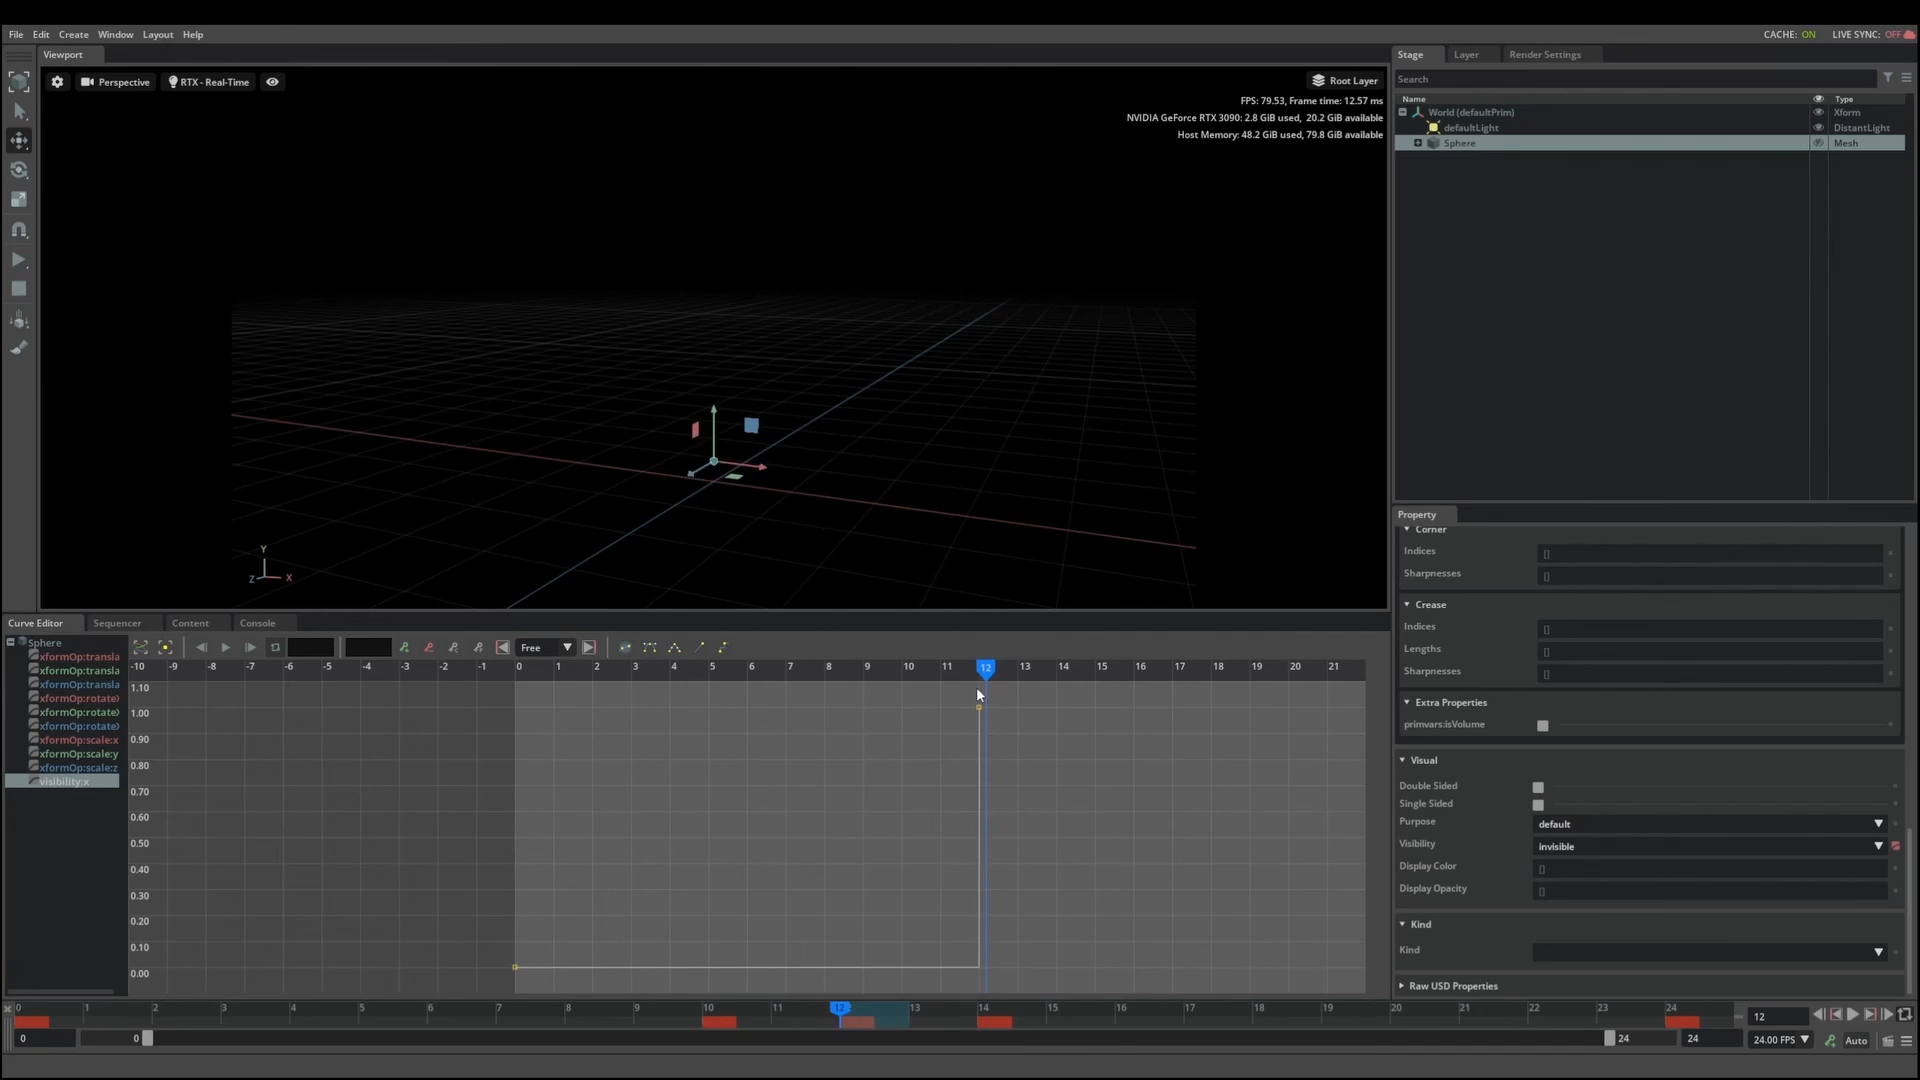 File Edit Create Window Layout Help CACHE: ON LIVE SYNC: OFF
Viewport
Perspective RTX - Real-Time Root Layer
FPS: 79.53, Frame time: 12.57 ms
NVIDIA GeForce RTX 3090: 2.8 GiB used, 20.2 GiB available
Host Memory: 48.2 GiB used, 79.8 GiB available
Y
Z X
Stage Layer Render Settings
Search
Name Type
World (defaultPrim) Xform
defaultLight DistantLight
Sphere Mesh
Property
Corner
Indices []
Sharpnesses []
Crease
Indices []
Lengths []
Sharpnesses []
Extra Properties
primvars:isVolume
Visual
Double Sided
Single Sided
Purpose default
Visibility invisible
Display Color []
Display Opacity []
Kind
Kind
Raw USD Properties
Curve Editor Sequencer Content Console
Sphere
xformOp:transla
xformOp:transla
xformOp:transla
xformOp:rotateX
xformOp:rotateX
xformOp:rotateX
xformOp:scale:x
xformOp:scale:y
xformOp:scale:z
visibility:x
Free
-10 -9 -8 -7 -6 -5 -4 -3 -2 -1 0 1 2 3 4 5 6 7 8 9 10 11 12 13 14 15 16 17 18 19 20 21
1.10
1.00
0.90
0.80
0.70
0.60
0.50
0.40
0.30
0.20
0.10
0.00
0 1 2 3 4 5 6 7 8 9 10 11 12 13 14 15 16 17 18 19 20 21 22 23 24 12
0 0 24 24 24.00 FPS Auto